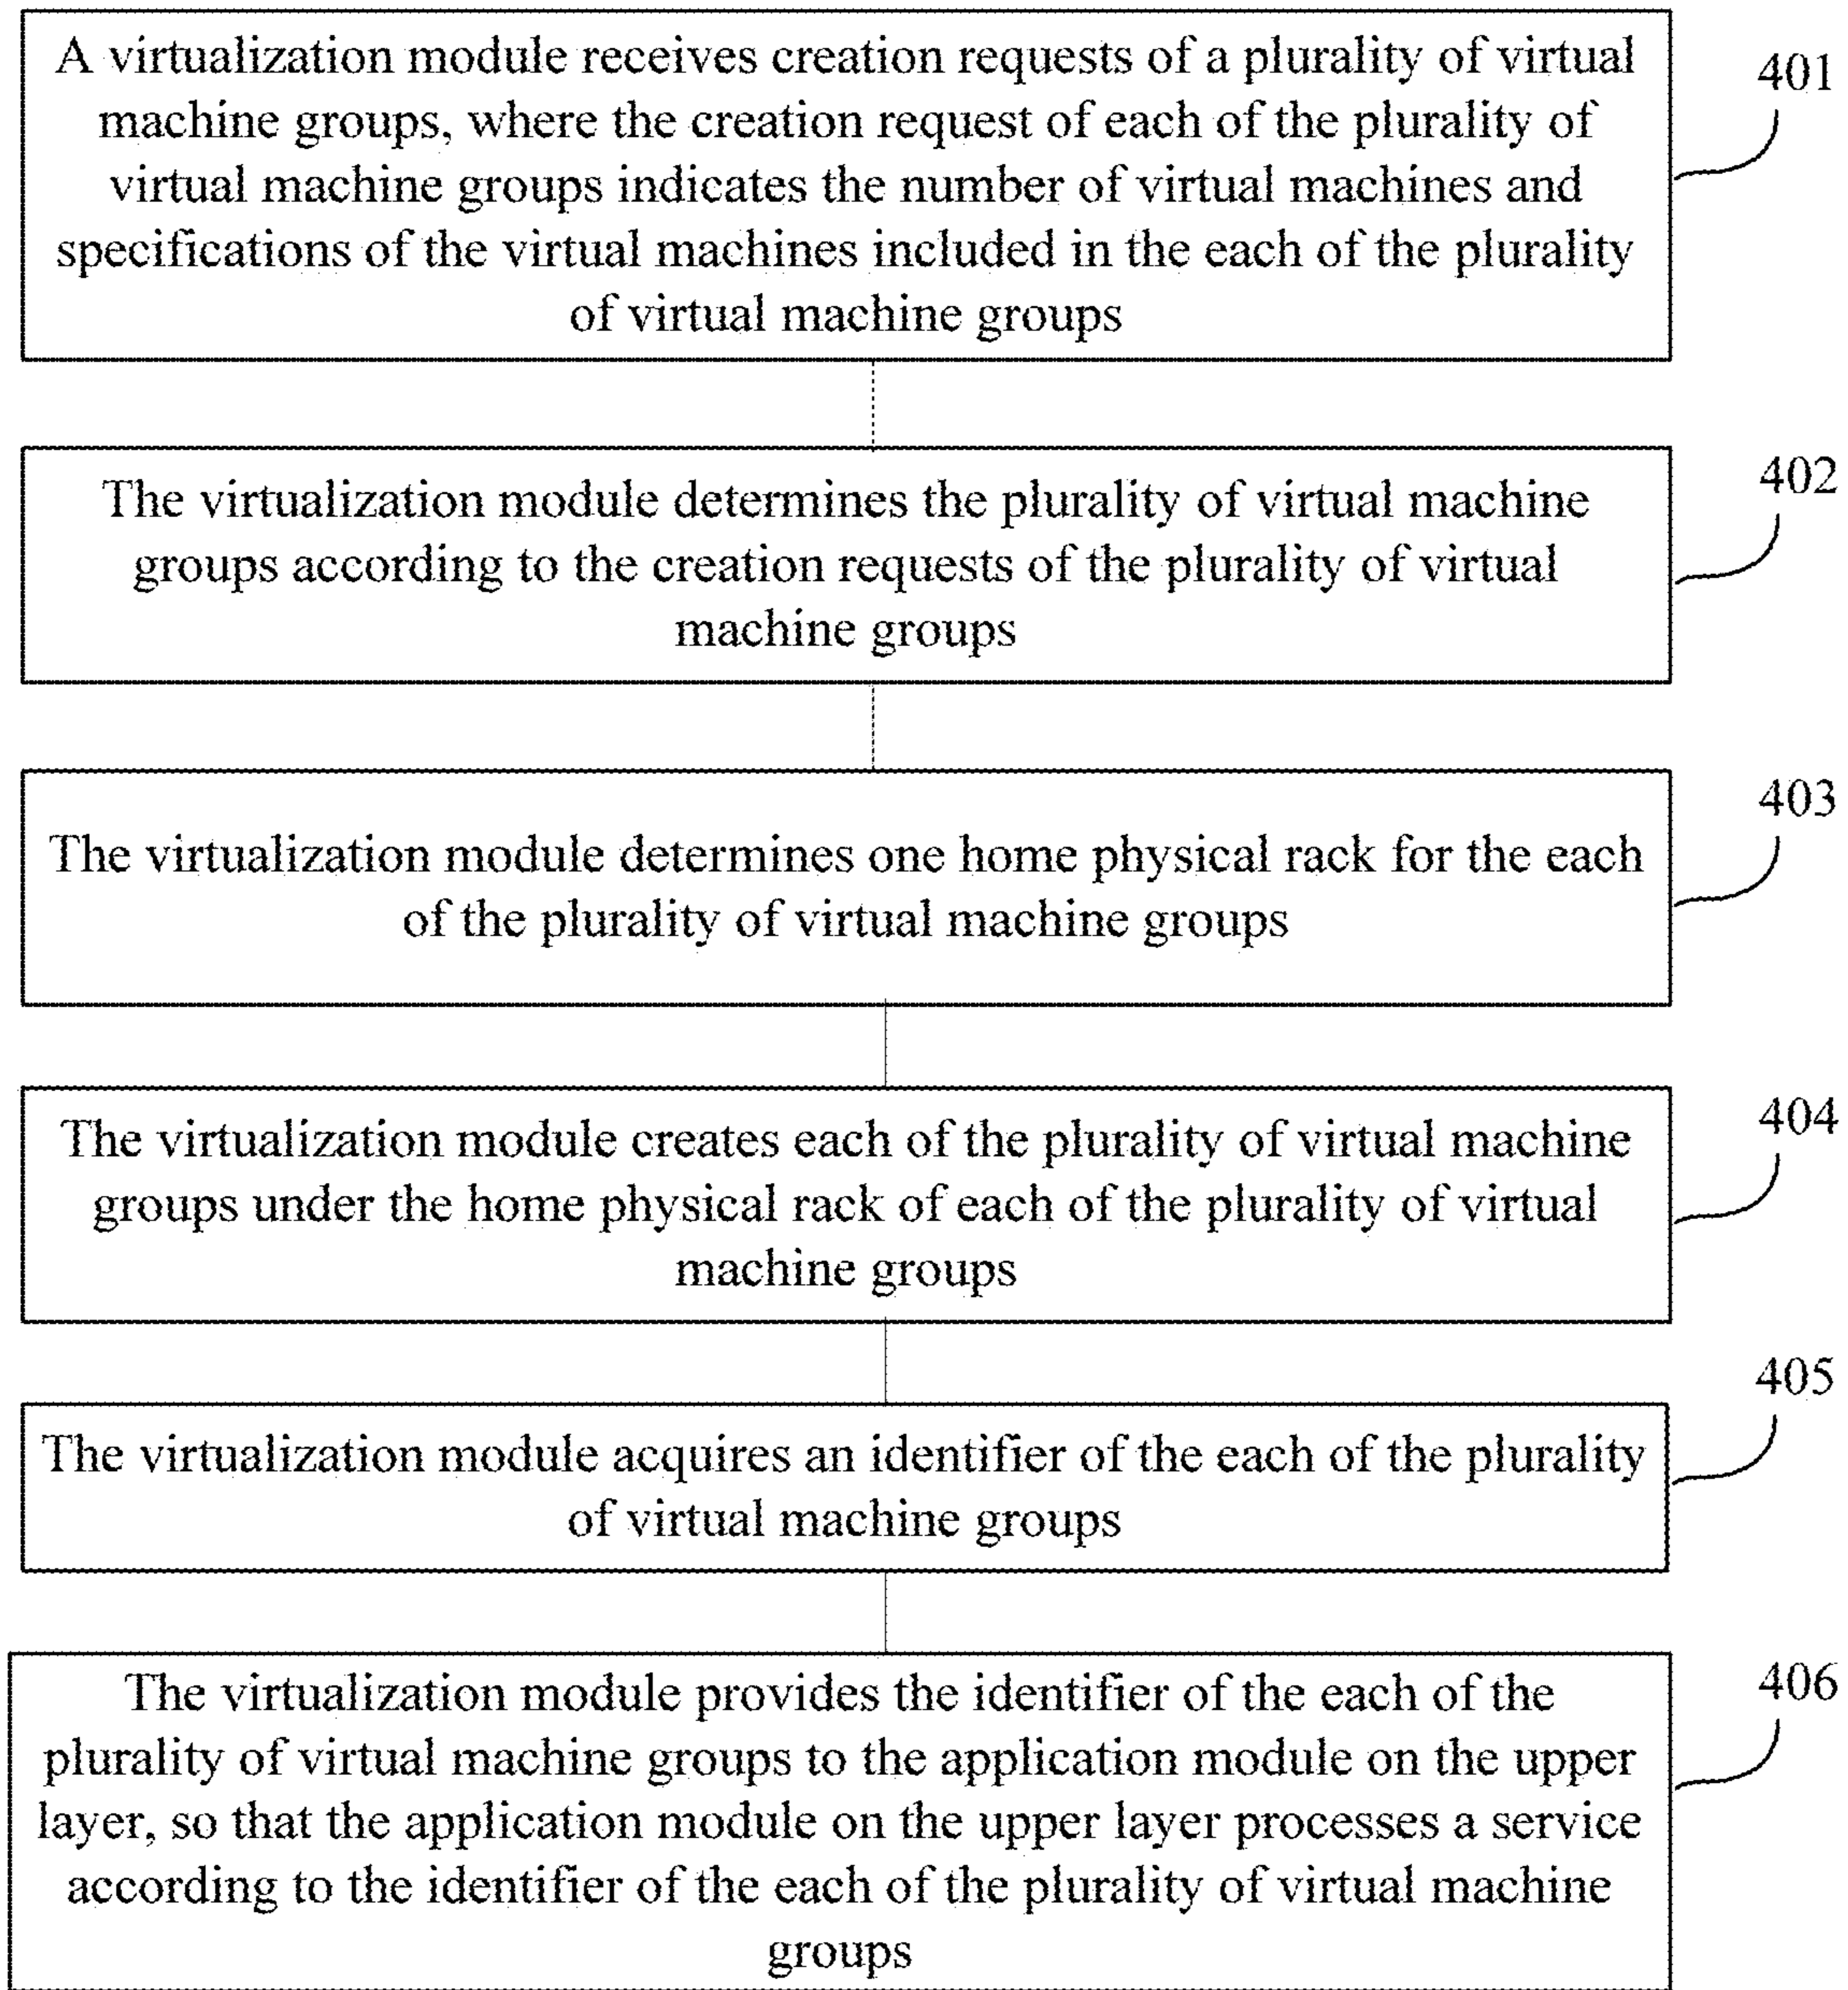 A virtualization module receives creation requests of a plurality of virtual
machine groups, where the creation request of each of the plurality of
virtual machine groups indicates the number of virtual machines and
specifications of the virtual machines included in the each of the plurality
of virtual machine groups
401
The virtualization module determines the plurality of virtual machine
groups according to the creation requests of the plurality of virtual
machine groups
402
The virtualization module determines one home physical rack for the each
of the plurality of virtual machine groups
403
The virtualization module creates each of the plurality of virtual machine
groups under the home physical rack of each of the plurality of virtual
machine groups
404
The virtualization module acquires an identifier of the each of the plurality
of virtual machine groups
405
The virtualization module provides the identifier of the each of the
plurality of virtual machine groups to the application module on the upper
layer, so that the application module on the upper layer processes a service
according to the identifier of the each of the plurality of virtual machine
groups
406